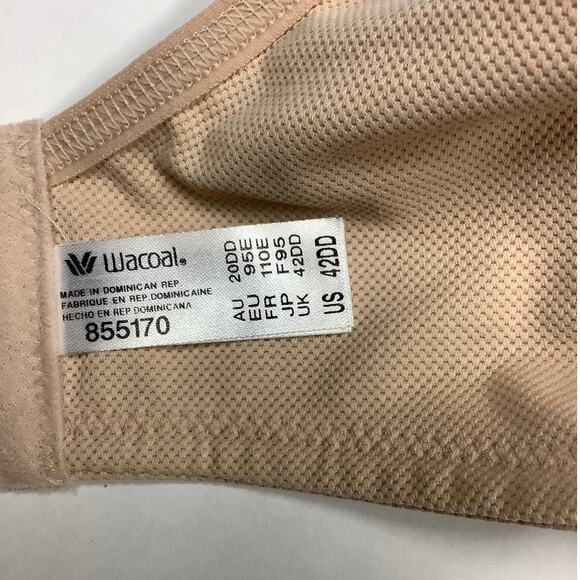 Wacoal®
MADE IN DOMINICAN REP.
FABRIQUE EN REP. DOMINICAINE
HECHO EN REP. DOMINICANA
855170
AU 20DD
EU 95E
FR 110E
JP F95
UK 42DD
US 42DD